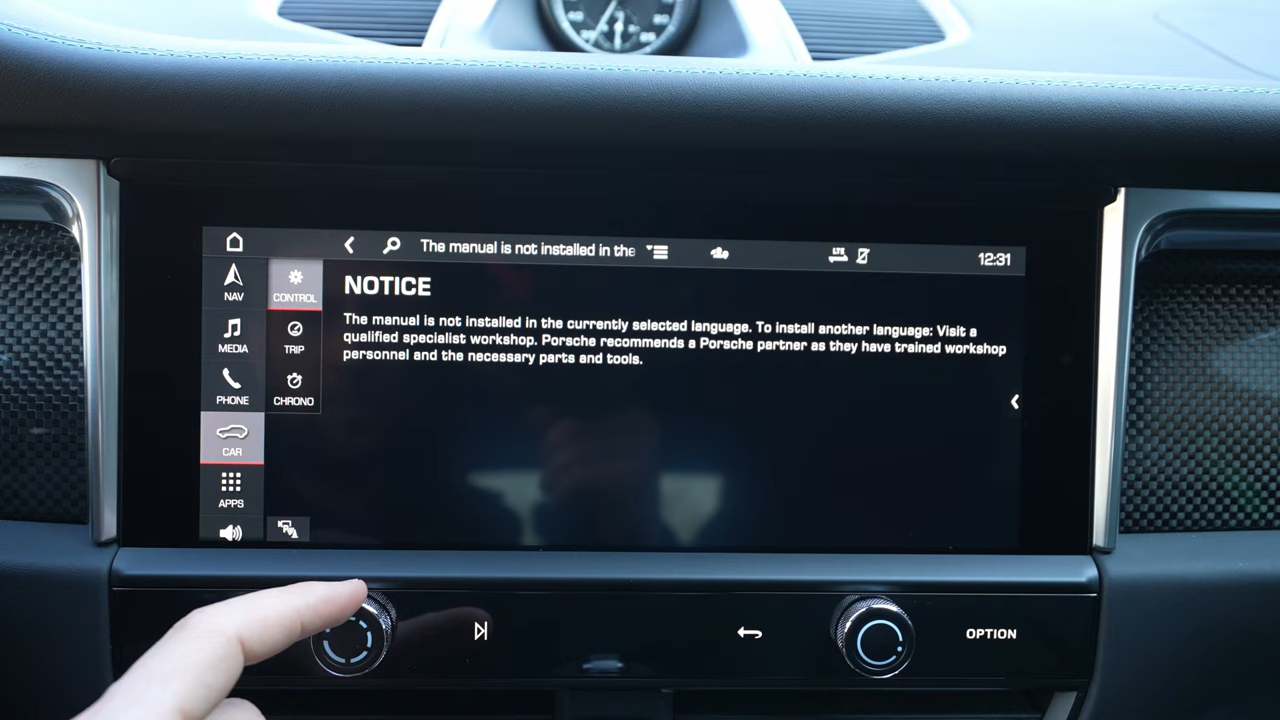 The manual is not installed in the
LTE
12:31
NAV
MEDIA
PHONE
CAR
APPS
CONTROL
TRIP
CHRONO
NOTICE
The manual is not installed in the currently selected language. To install another language: Visit a
qualified specialist workshop. Porsche recommends a Porsche partner as they have trained workshop
personnel and the necessary parts and tools.
OPTION